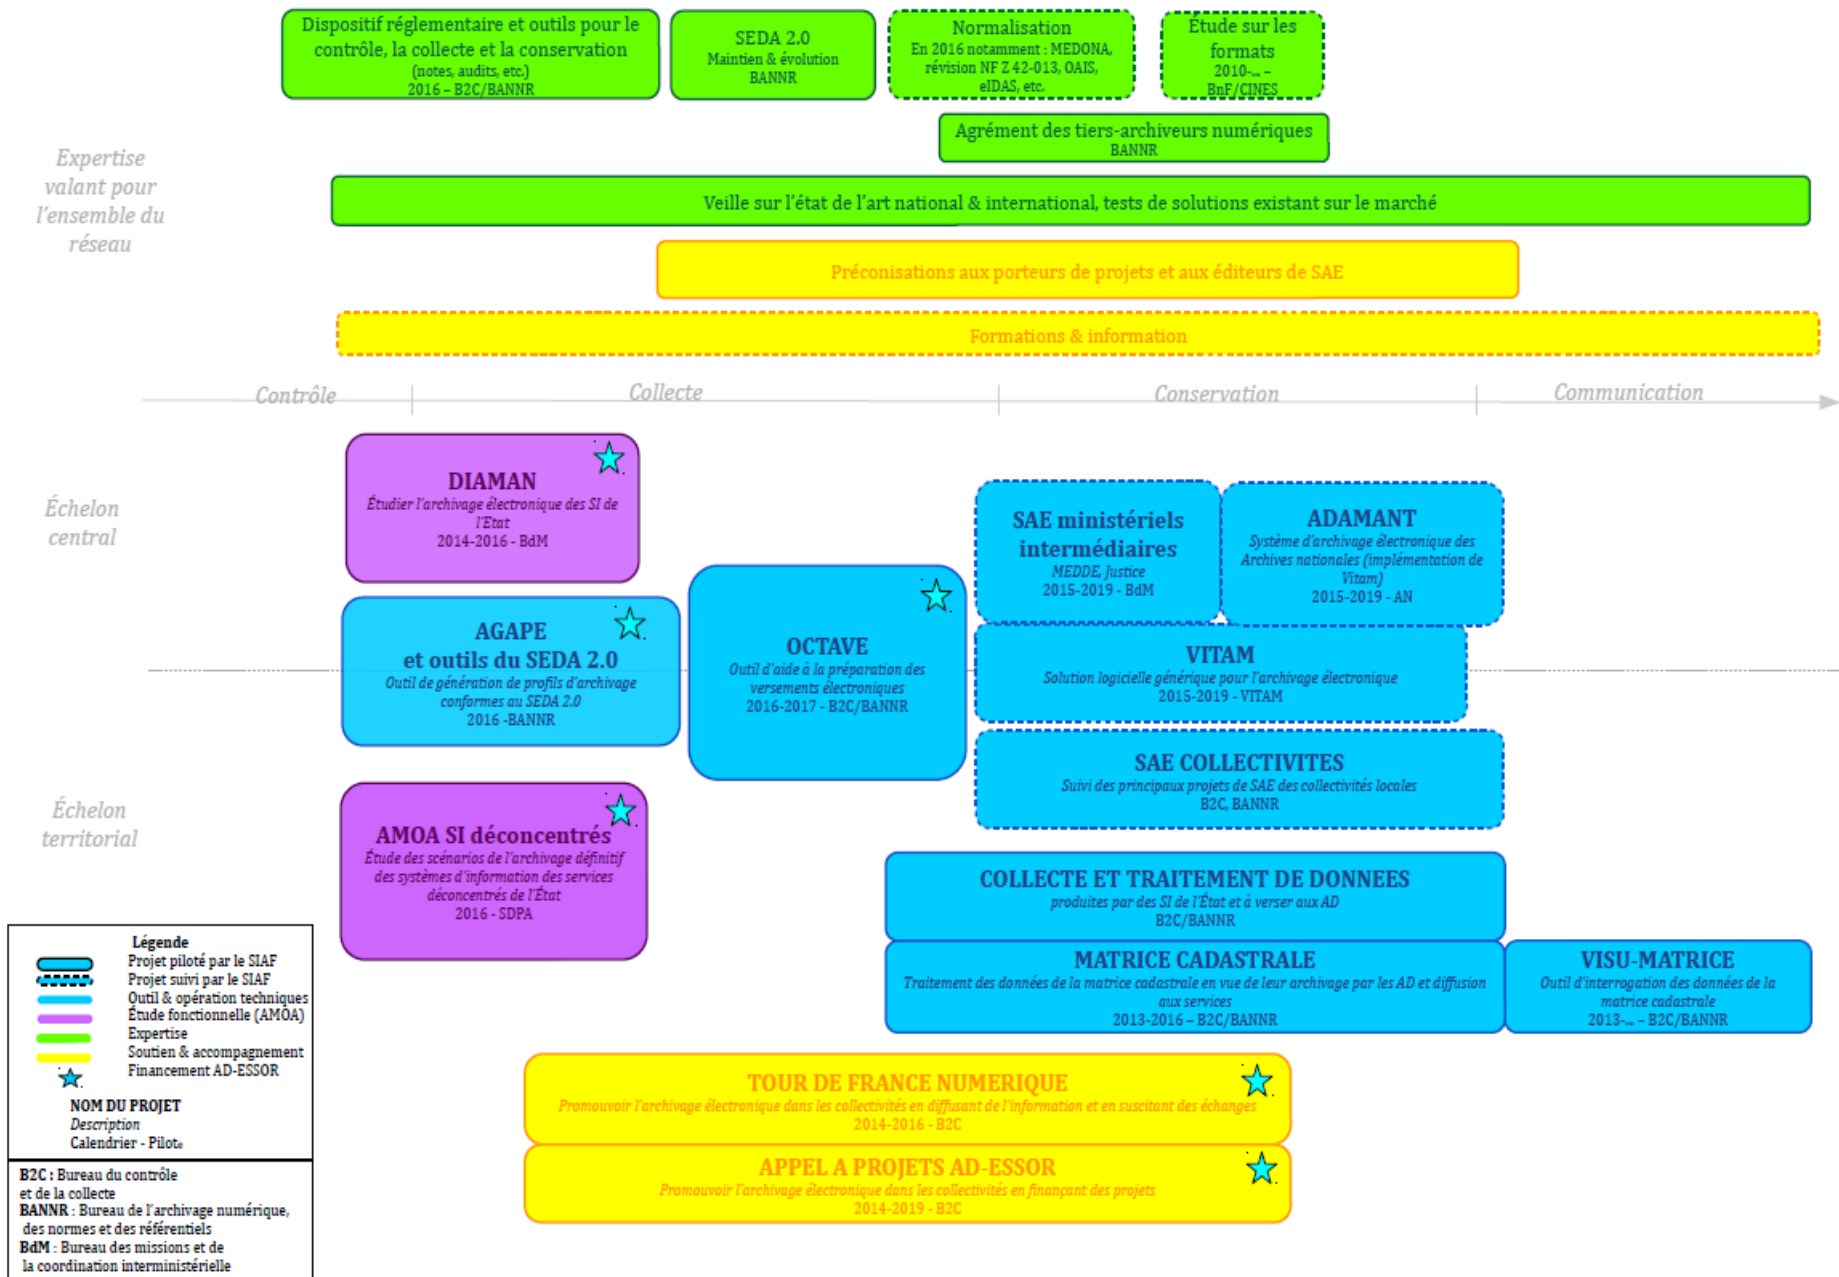 Dispositif réglementaire et outils pour le
contrôle, la collecte et la conservation
(notes, audits, etc.)
2016 – B2C/BANNR
SEDA 2.0
Maintien & évolution
BANNR
Normalisation
En 2016 notamment : MEDONA,
révision NF Z 42-013, OAIS,
eIDAS, etc.
Étude sur les
formats
2010-... –
BnF/CINES
Agrément des tiers-archiveurs numériques
BANNR
Expertise
valant pour
l'ensemble du
réseau
Veille sur l'état de l'art national & international, tests de solutions existant sur le marché
Préconisations aux porteurs de projets et aux éditeurs de SAE
Formations & information
Contrôle
Collecte
Conservation
Communication
Échelon
central
DIAMAN
Étudier l'archivage électronique des SI de
l'Etat
2014-2016 - BdM
SAE ministériels
intermédiaires
MEDDE, Justice
2015-2019 - BdM
ADAMANT
Système d'archivage électronique des
Archives nationales (implémentation de
Vitam)
2015-2019 - AN
AGAPE
et outils du SEDA 2.0
Outil de génération de profils d'archivage
conformes au SEDA 2.0
2016 -BANNR
OCTAVE
Outil d'aide à la préparation des
versements électroniques
2016-2017 - B2C/BANNR
VITAM
Solution logicielle générique pour l'archivage électronique
2015-2019 - VITAM
SAE COLLECTIVITES
Suivi des principaux projets de SAE des collectivités locales
B2C, BANNR
Échelon
territorial
AMOA SI déconcentrés
Étude des scénarios de l'archivage définitif
des systèmes d'information des services
déconcentrés de l'État
2016 - SDPA
COLLECTE ET TRAITEMENT DE DONNEES
produites par des SI de l'État et à verser aux AD
B2C/BANNR
MATRICE CADASTRALE
Traitement des données de la matrice cadastrale en vue de leur archivage par les AD et diffusion
aux services
2013-2016 – B2C/BANNR
VISU-MATRICE
Outil d'interrogation des données de la
matrice cadastrale
2013-... – B2C/BANNR
TOUR DE FRANCE NUMERIQUE
Promouvoir l'archivage électronique dans les collectivités en diffusant de l'information et en suscitant des échanges
2014-2016 - B2C
APPEL A PROJETS AD-ESSOR
Promouvoir l'archivage électronique dans les collectivités en finançant des projets
2014-2019 - B2C
Légende
Projet piloté par le SIAF
Projet suivi par le SIAF
Outil & opération techniques
Étude fonctionnelle (AMOA)
Expertise
Soutien & accompagnement
Financement AD-ESSOR
NOM DU PROJET
Description
Calendrier - Pilote
B2C : Bureau du contrôle
et de la collecte
BANNR : Bureau de l'archivage numérique,
des normes et des référentiels
BdM : Bureau des missions et de
la coordination interministérielle